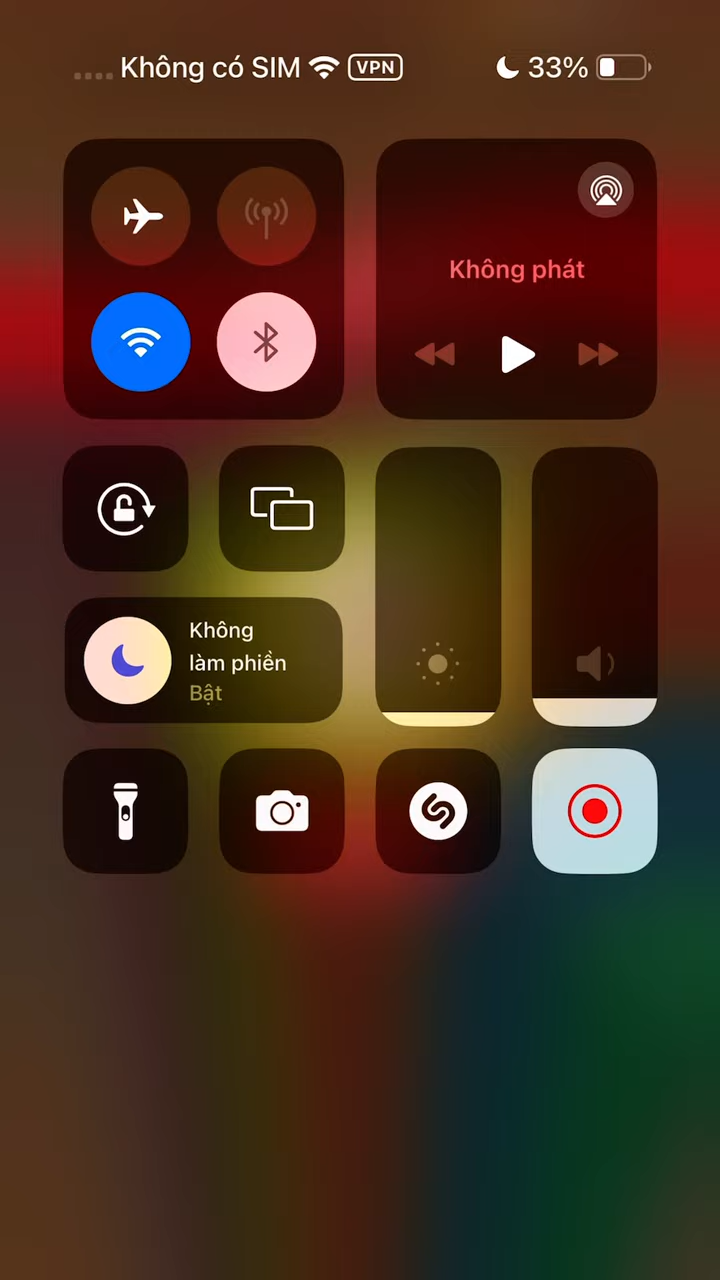 Không có SIM VPN 33%
Không phát
Không
làm phiền
Bật